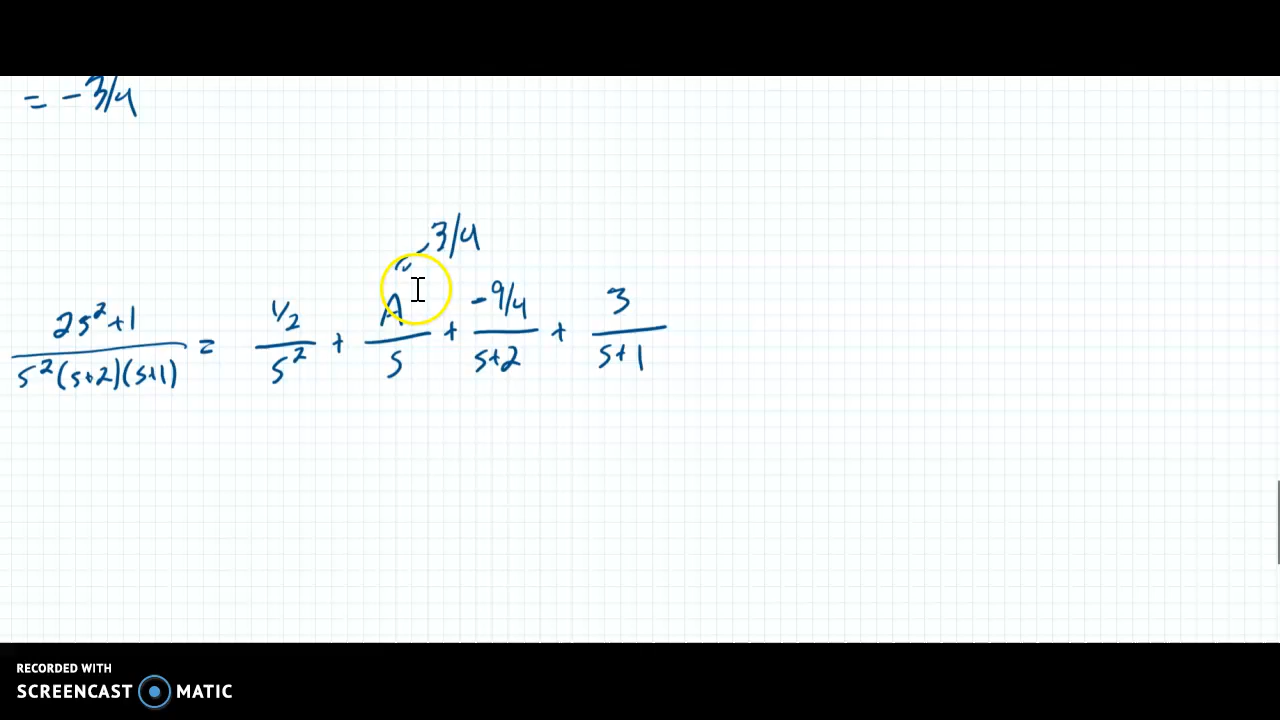 = -3/4
-3/4
2s²+1 / s²(s+2)(s+1) = 1/2 / s² + A / s + -9/4 / s+2 + 3 / s+1
RECORDED WITH
SCREENCAST MATIC